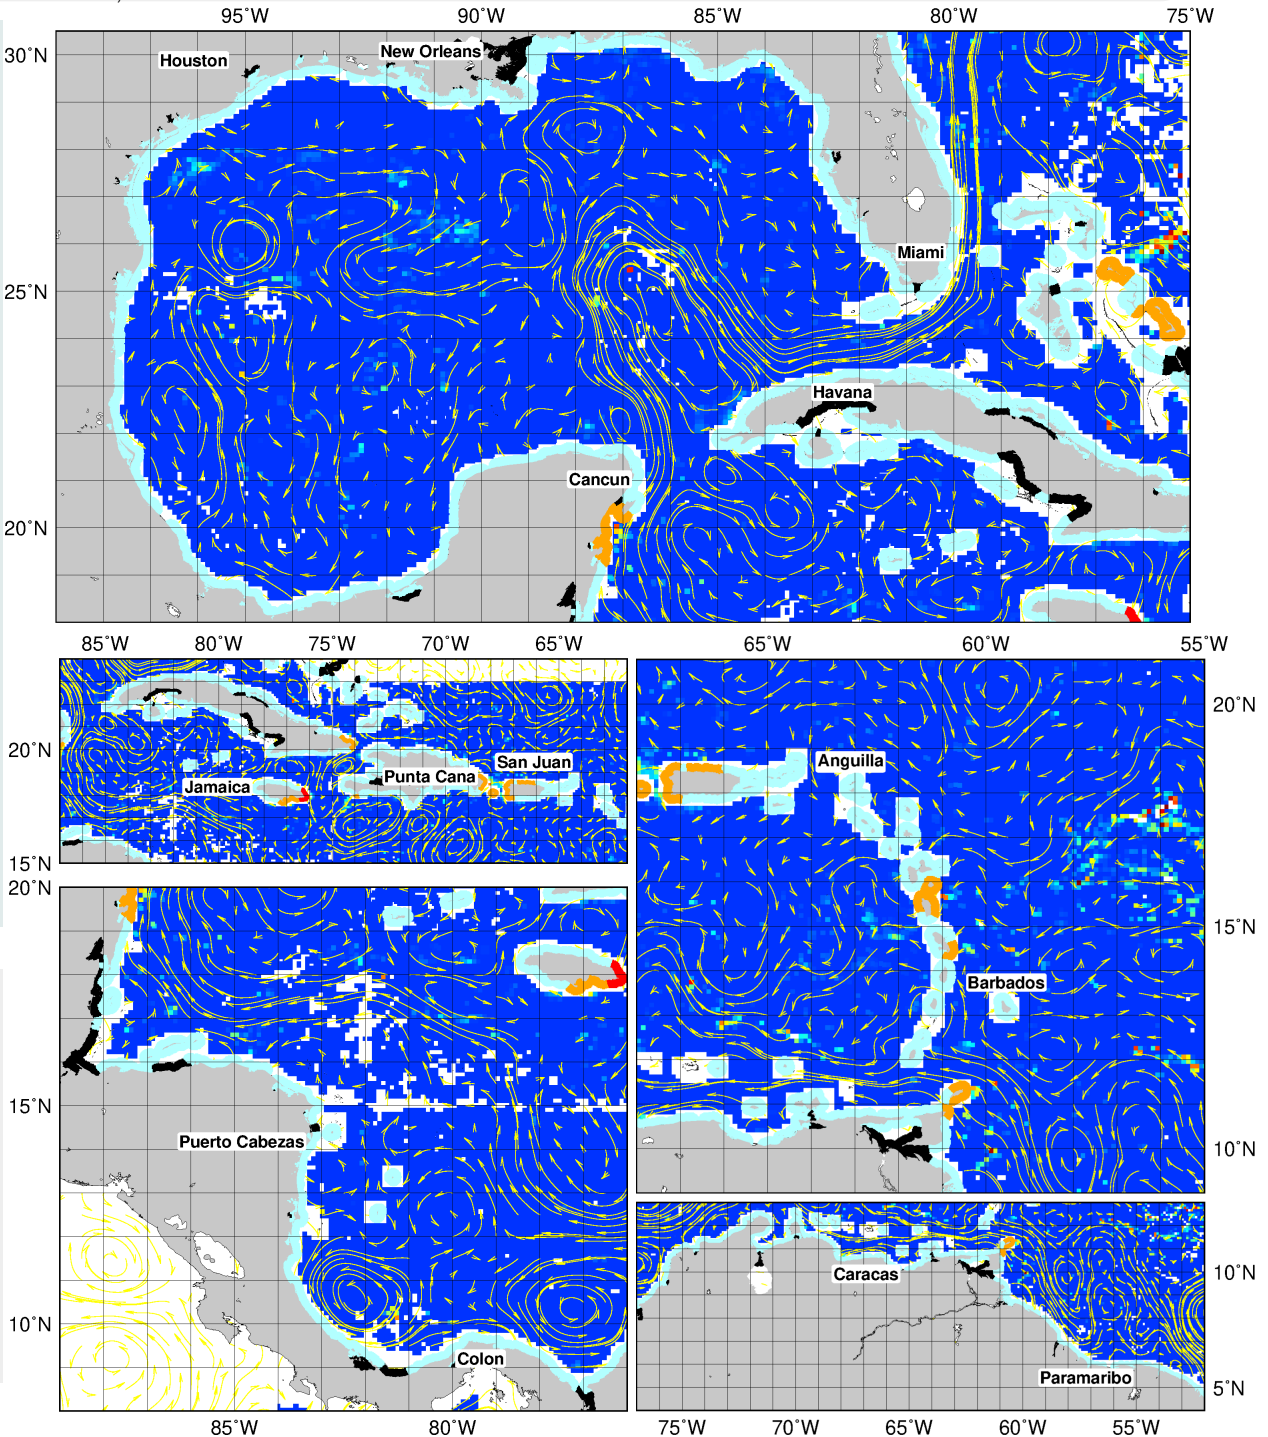 95°W 90°W 85°W 80°W 75°W
30°N
Houston
New Orleans
Miami
25°N
Havana
Cancun
20°N
85°W 80°W 75°W 70°W 65°W
65°W 60°W 55°W
20°N
San Juan
Punta Cana
Jamaica
15°N
Anguilla
20°N
15°N
Barbados
10°N
20°N
15°N
Puerto Cabezas
10°N
Colon
85°W 80°W
Caracas
10°N
Paramaribo
5°N
75°W 70°W 65°W 60°W 55°W